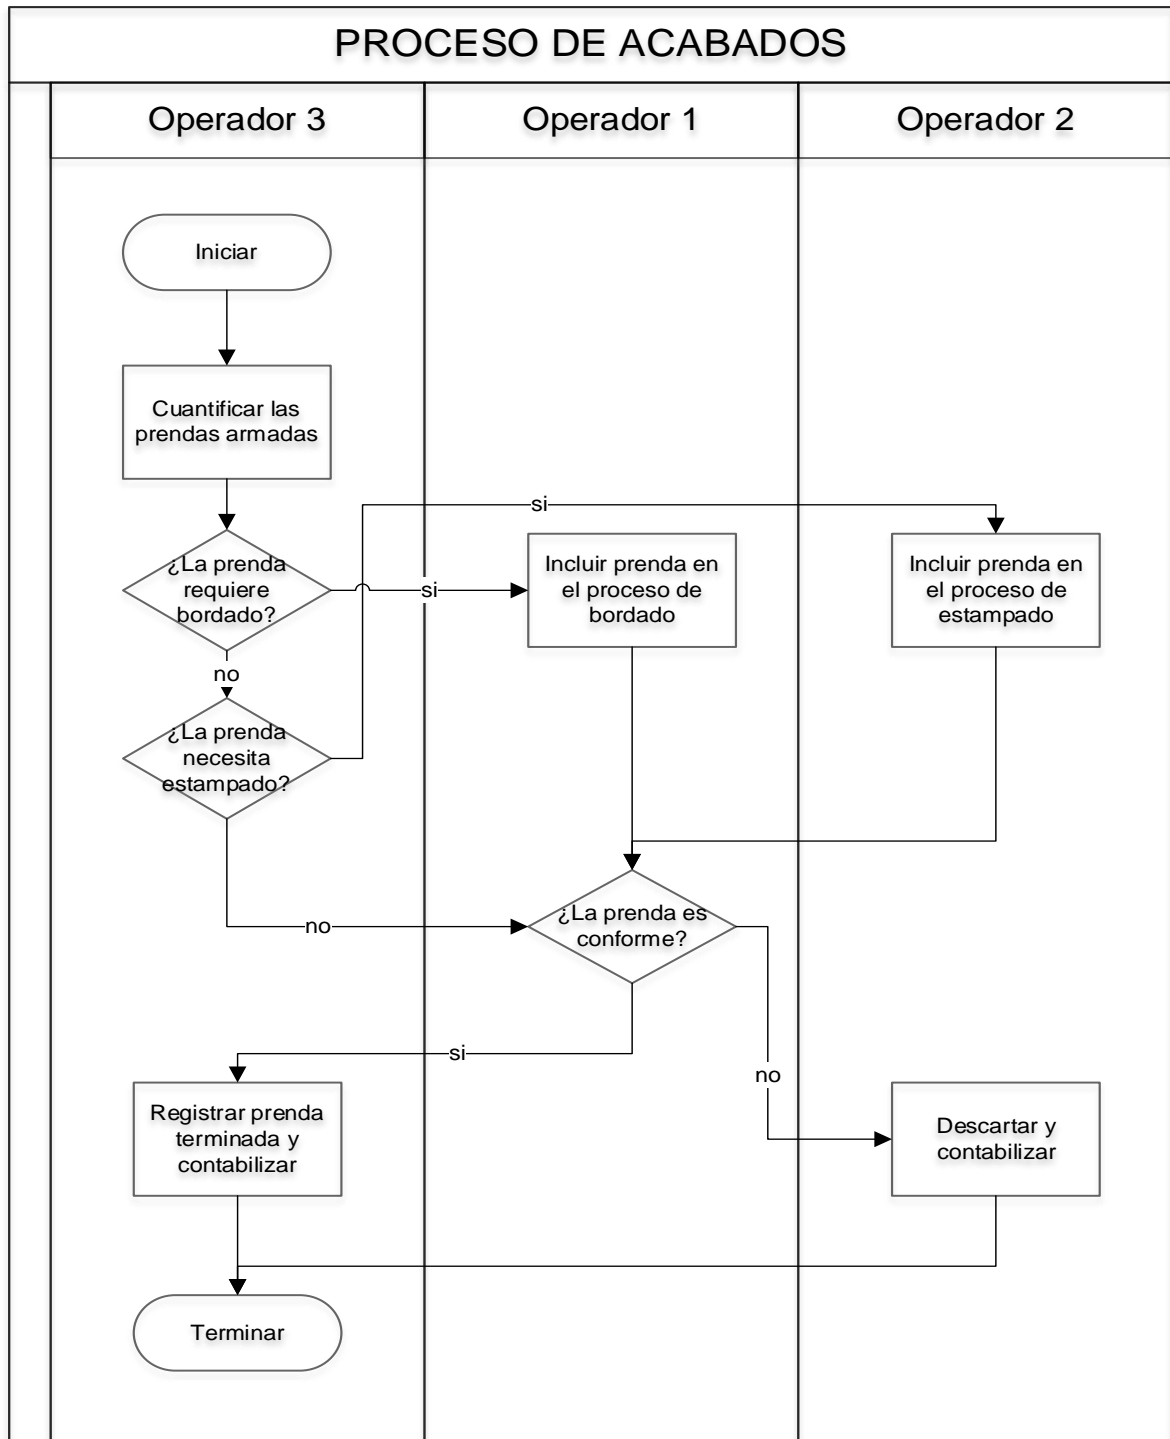 PROCESO DE ACABADOS
Operador 3
Operador 1
Operador 2
Iniciar
Cuantificar las
prendas armadas
si
¿La prenda
requiere
bordado?
si
Incluir prenda en
el proceso de
bordado
Incluir prenda en
el proceso de
estampado
no
¿La prenda
necesita
estampado?
no
¿La prenda es
conforme?
si
no
Registrar prenda
terminada y
contabilizar
Descartar y
contabilizar
Terminar